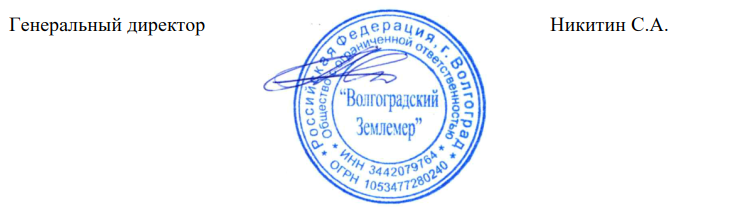 Генеральный директор Никитин С.А.
* Российская Федерация, г. Волгоград *
Общество с ограниченной ответственностью
“Волгоградский
Землемер”
* ИНН 3442079764 *
ОГРН 1053477280240